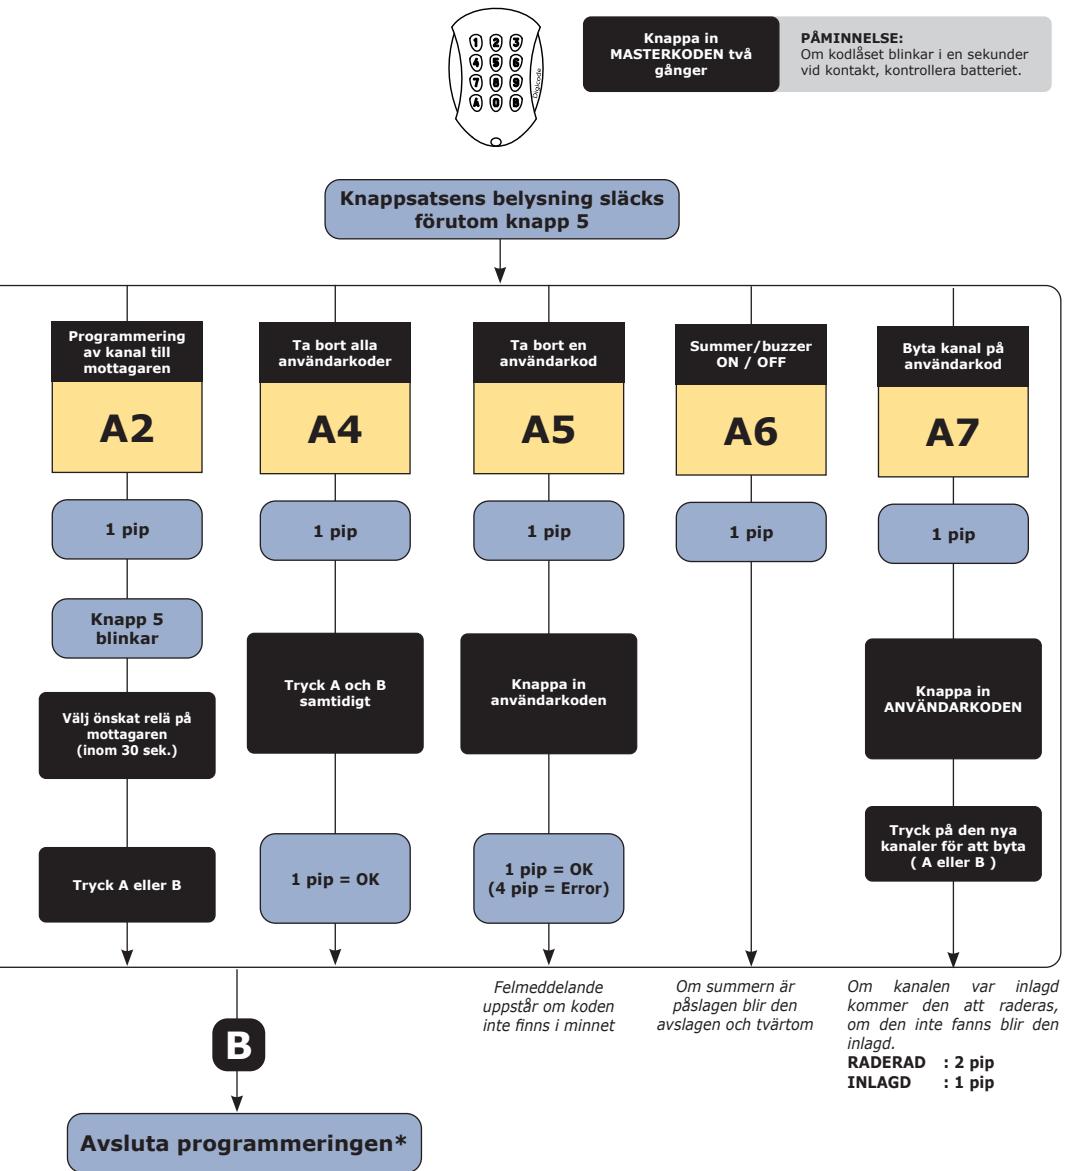 1 2 3
4 5 6
7 8 9
A 0 B
Digicode
Knappa in
MASTERKODEN två
gånger
PÅMINNELSE:
Om kodlåset blinkar i en sekunder
vid kontakt, kontrollera batteriet.
Knappsatsens belysning släcks
förutom knapp 5
Programmering
av kanal till
mottagaren
A2
1 pip
Knapp 5
blinkar
Välj önskat relä på
mottagaren
(inom 30 sek.)
Tryck A eller B
Ta bort alla
användarkoder
A4
1 pip
Tryck A och B
samtidigt
1 pip = OK
Ta bort en
användarkod
A5
1 pip
Knappa in
användarkoden
1 pip = OK
(4 pip = Error)
Felmeddelande
uppstår om koden
inte finns i minnet
Summer/buzzer
ON / OFF
A6
1 pip
Om summern är
påslagen blir den
avslagen och tvärtom
Byta kanal på
användarkod
A7
1 pip
Knappa in
ANVÄNDARKODEN
Tryck på den nya
kanaler för att byta
( A eller B )
Om kanalen var inlagd
kommer den att raderas,
om den inte fanns blir den
inlagd.
RADERAD : 2 pip
INLAGD : 1 pip
B
Avsluta programmeringen*